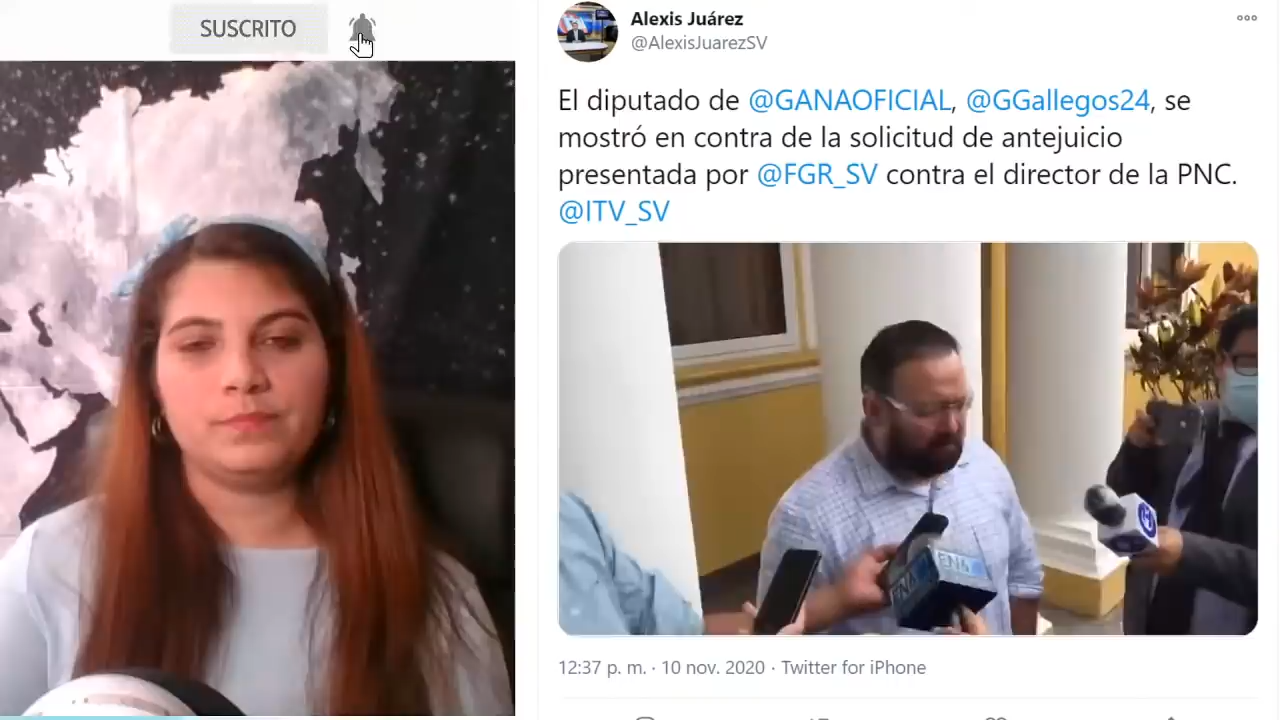 SUSCRITO
Alexis Juárez
@AlexisJuarezSV
El diputado de @GANAOFICIAL, @GGallegos24, se
mostró en contra de la solicitud de antejuicio
presentada por @FGR_SV contra el director de la PNC.
@ITV_SV
12:37 p. m. · 10 nov. 2020 · Twitter for iPhone